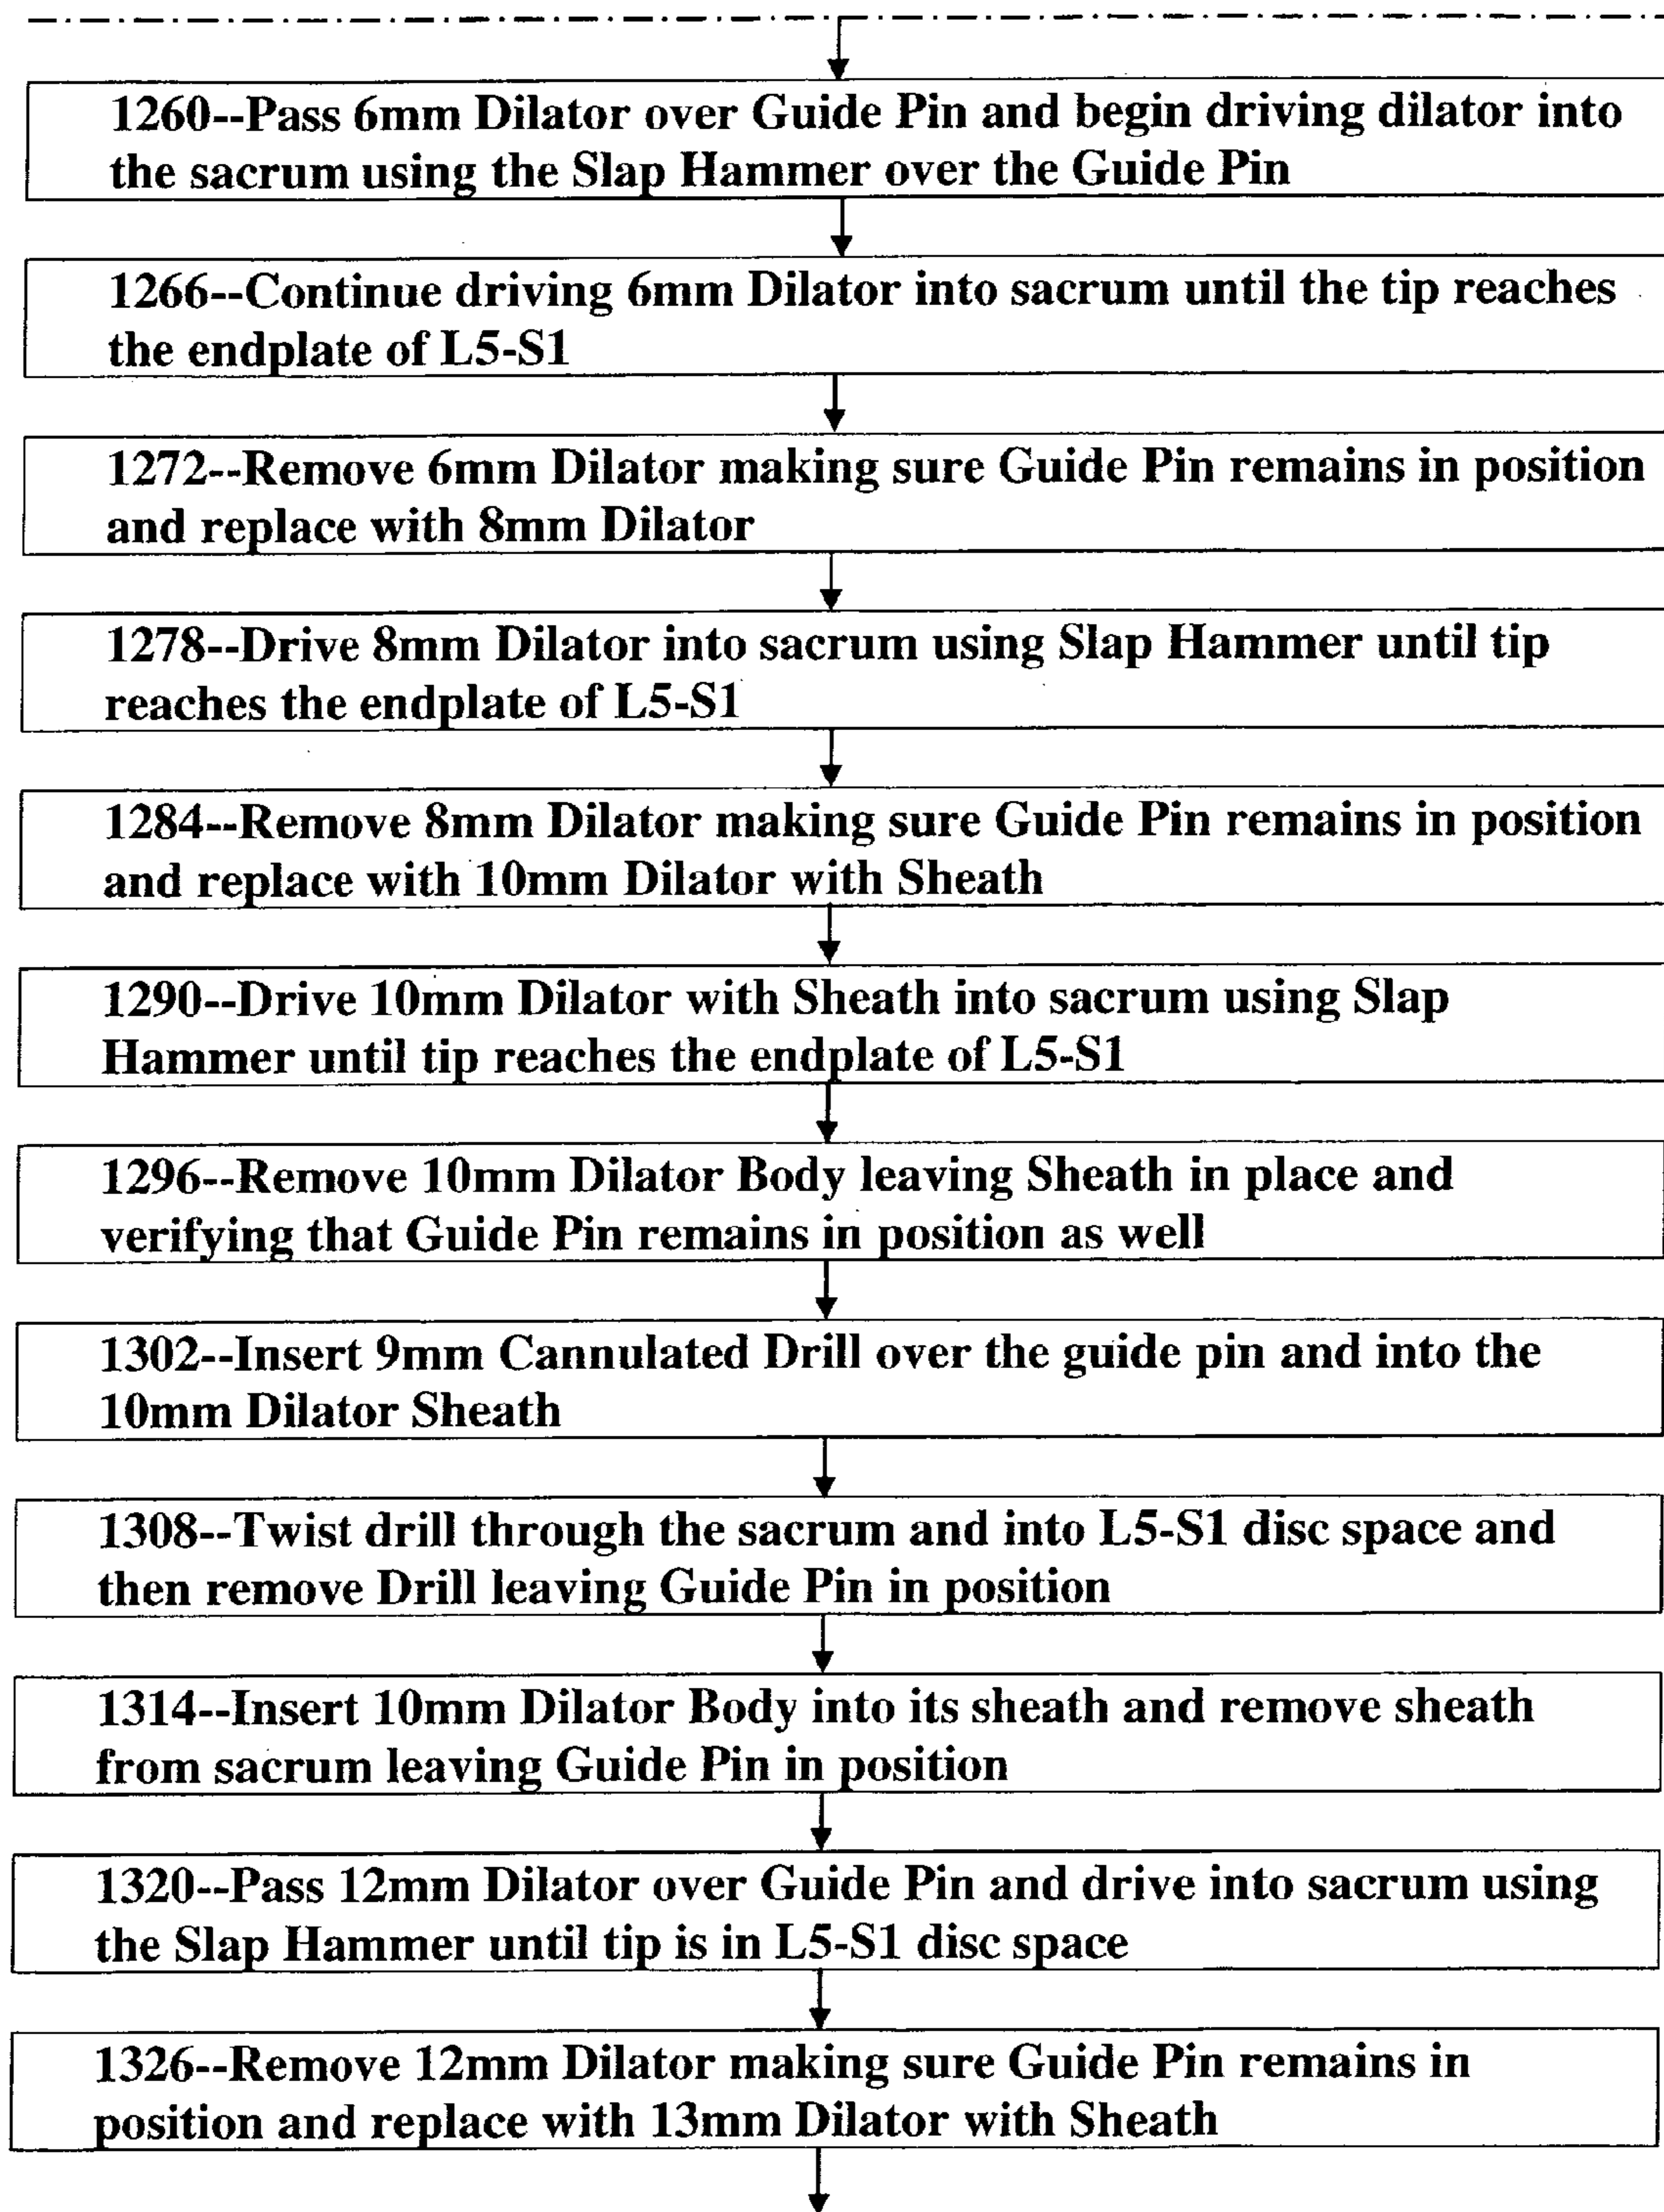 1260--Pass 6mm Dilator over Guide Pin and begin driving dilator into
the sacrum using the Slap Hammer over the Guide Pin
1266--Continue driving 6mm Dilator into sacrum until the tip reaches
the endplate of L5-S1
1272--Remove 6mm Dilator making sure Guide Pin remains in position
and replace with 8mm Dilator
1278--Drive 8mm Dilator into sacrum using Slap Hammer until tip
reaches the endplate of L5-S1
1284--Remove 8mm Dilator making sure Guide Pin remains in position
and replace with 10mm Dilator with Sheath
1290--Drive 10mm Dilator with Sheath into sacrum using Slap
Hammer until tip reaches the endplate of L5-S1
1296--Remove 10mm Dilator Body leaving Sheath in place and
verifying that Guide Pin remains in position as well
1302--Insert 9mm Cannulated Drill over the guide pin and into the
10mm Dilator Sheath
1308--Twist drill through the sacrum and into L5-S1 disc space and
then remove Drill leaving Guide Pin in position
1314--Insert 10mm Dilator Body into its sheath and remove sheath
from sacrum leaving Guide Pin in position
1320--Pass 12mm Dilator over Guide Pin and drive into sacrum using
the Slap Hammer until tip is in L5-S1 disc space
1326--Remove 12mm Dilator making sure Guide Pin remains in
position and replace with 13mm Dilator with Sheath